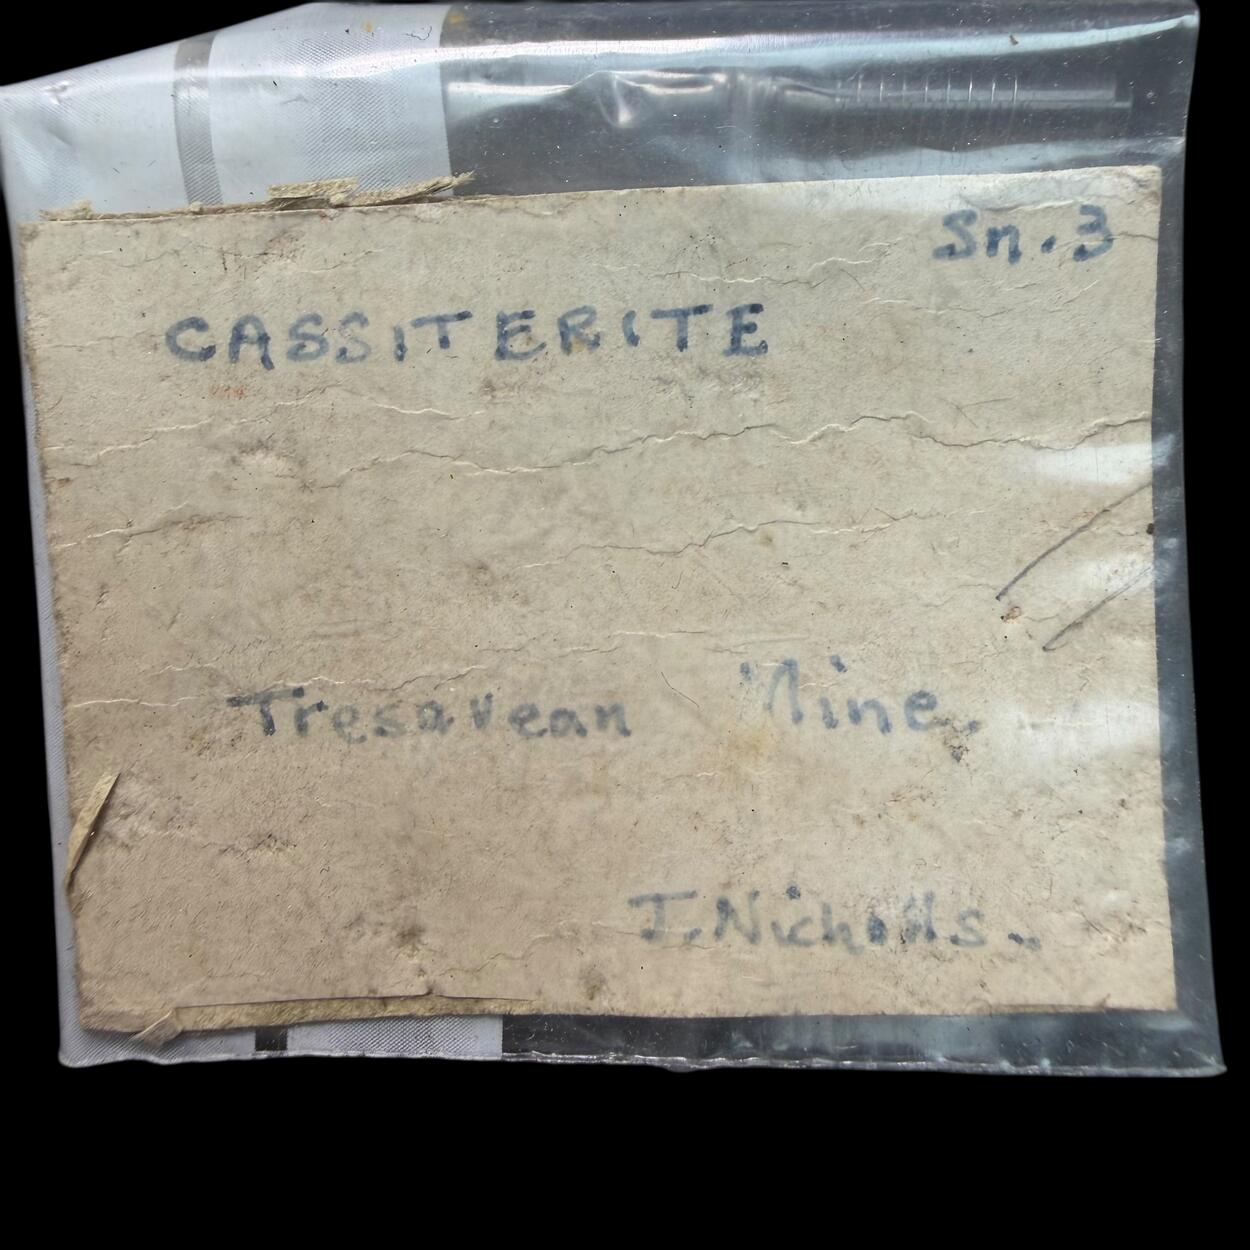 Sn.3
CASSITERITE
Tresavean Mine.
J. Nicholls.